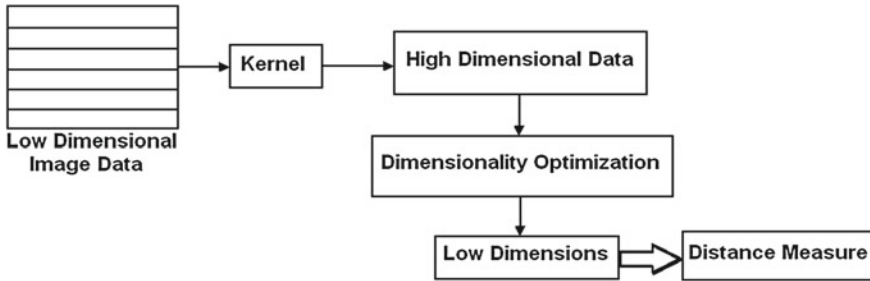 Low Dimensional
Image Data
Kernel
High Dimensional Data
Dimensionality Optimization
Low Dimensions
Distance Measure